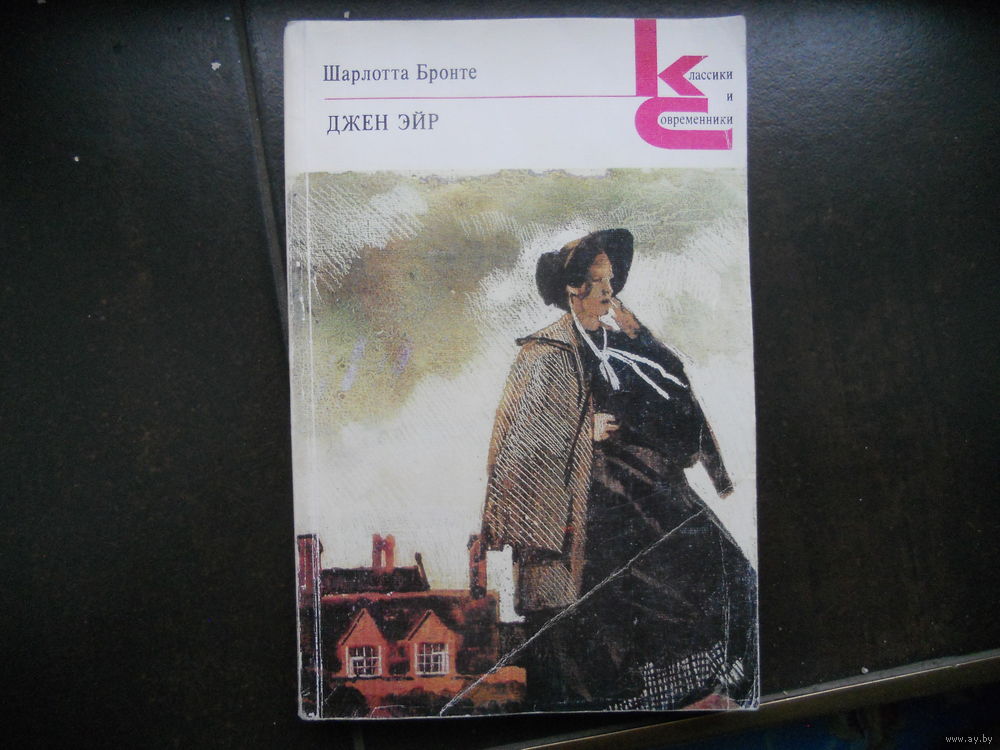 Шарлотта Бронте
ДЖЕН ЭЙР
Классики
и
Современники
www.ay.by